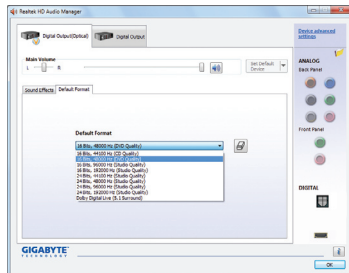 Realtek HD Audio Manager
Digital Output(Optical)
Digital Output
Device advanced settings
Main Volume
L
R
Set Default Device
ANALOG
Back Panel
Sound Effects
Default Format
Default Format
16 Bits, 48000 Hz (DVD Quality)
16 Bits, 44100 Hz (CD Quality)
16 Bits, 48000 Hz (DVD Quality)
16 Bits, 96000 Hz (Studio Quality)
16 Bits, 192000 Hz (Studio Quality)
24 Bits, 44100 Hz (Studio Quality)
24 Bits, 48000 Hz (Studio Quality)
24 Bits, 96000 Hz (Studio Quality)
24 Bits, 192000 Hz (Studio Quality)
Dolby Digital Live (5.1 Surround)
Front Panel
DIGITAL
GIGABYTE
TECHNOLOGY
i
OK